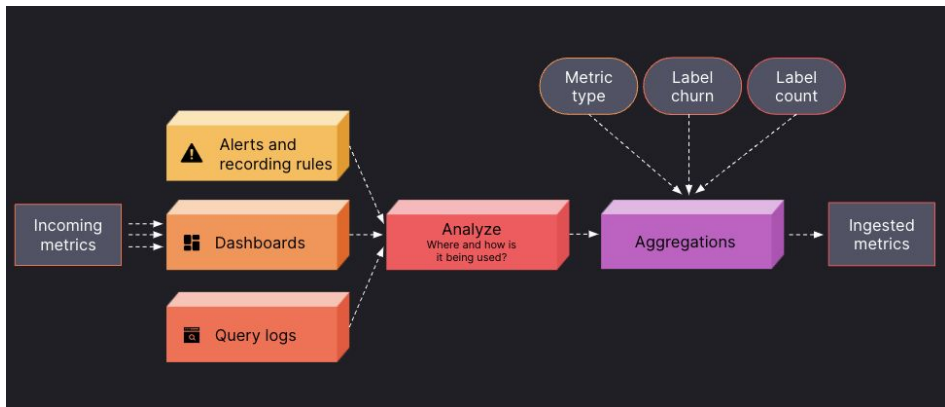 Metric
type
Label
churn
Label
count
Alerts and
recording rules
Incoming
metrics
Dashboards
Analyze
Where and how is
it being used?
Aggregations
Ingested
metrics
Query logs